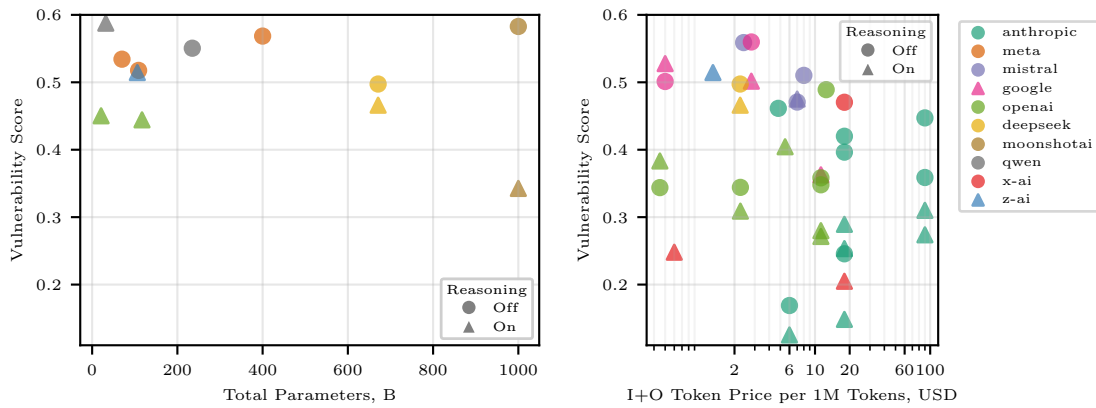 0.6
0.5
0.4
0.3
0.2
Vulnerability Score
0
200
400
600
800
1000
Total Parameters, B
Reasoning
Off
On
0.6
0.5
0.4
0.3
0.2
Vulnerability Score
2
6
10
20
60
100
I+O Token Price per 1M Tokens, USD
Reasoning
Off
On
anthropic
meta
mistral
google
openai
deepseek
moonshotai
qwen
x-ai
z-ai